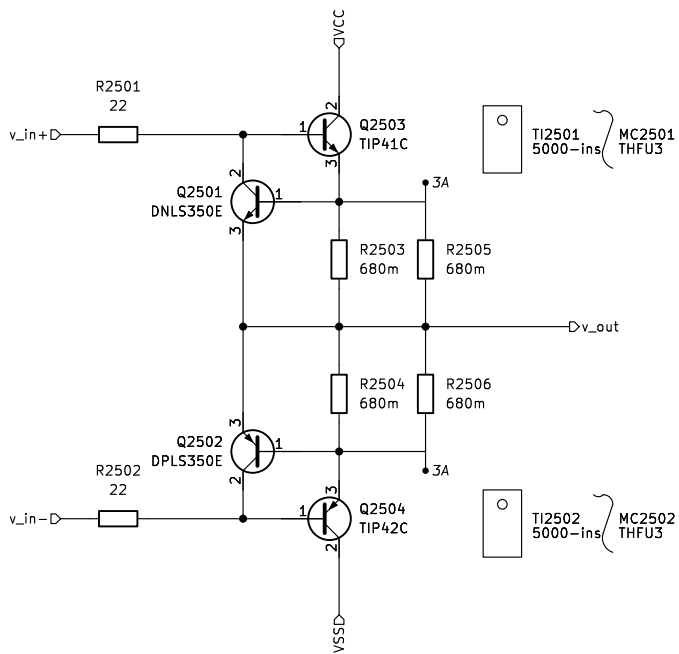 VCC
R2501
22
v_in+
2
1
Q2503
TIP41C
3
TI2501
5000-ins
MC2501
THFU3
3A
2
Q2501
DNLS350E
1
3
R2503
680m
R2505
680m
v_out
R2504
680m
R2506
680m
3
Q2502
DPLS350E
1
2
3A
R2502
22
v_in-
3
1
Q2504
TIP42C
2
TI2502
5000-ins
MC2502
THFU3
VSS